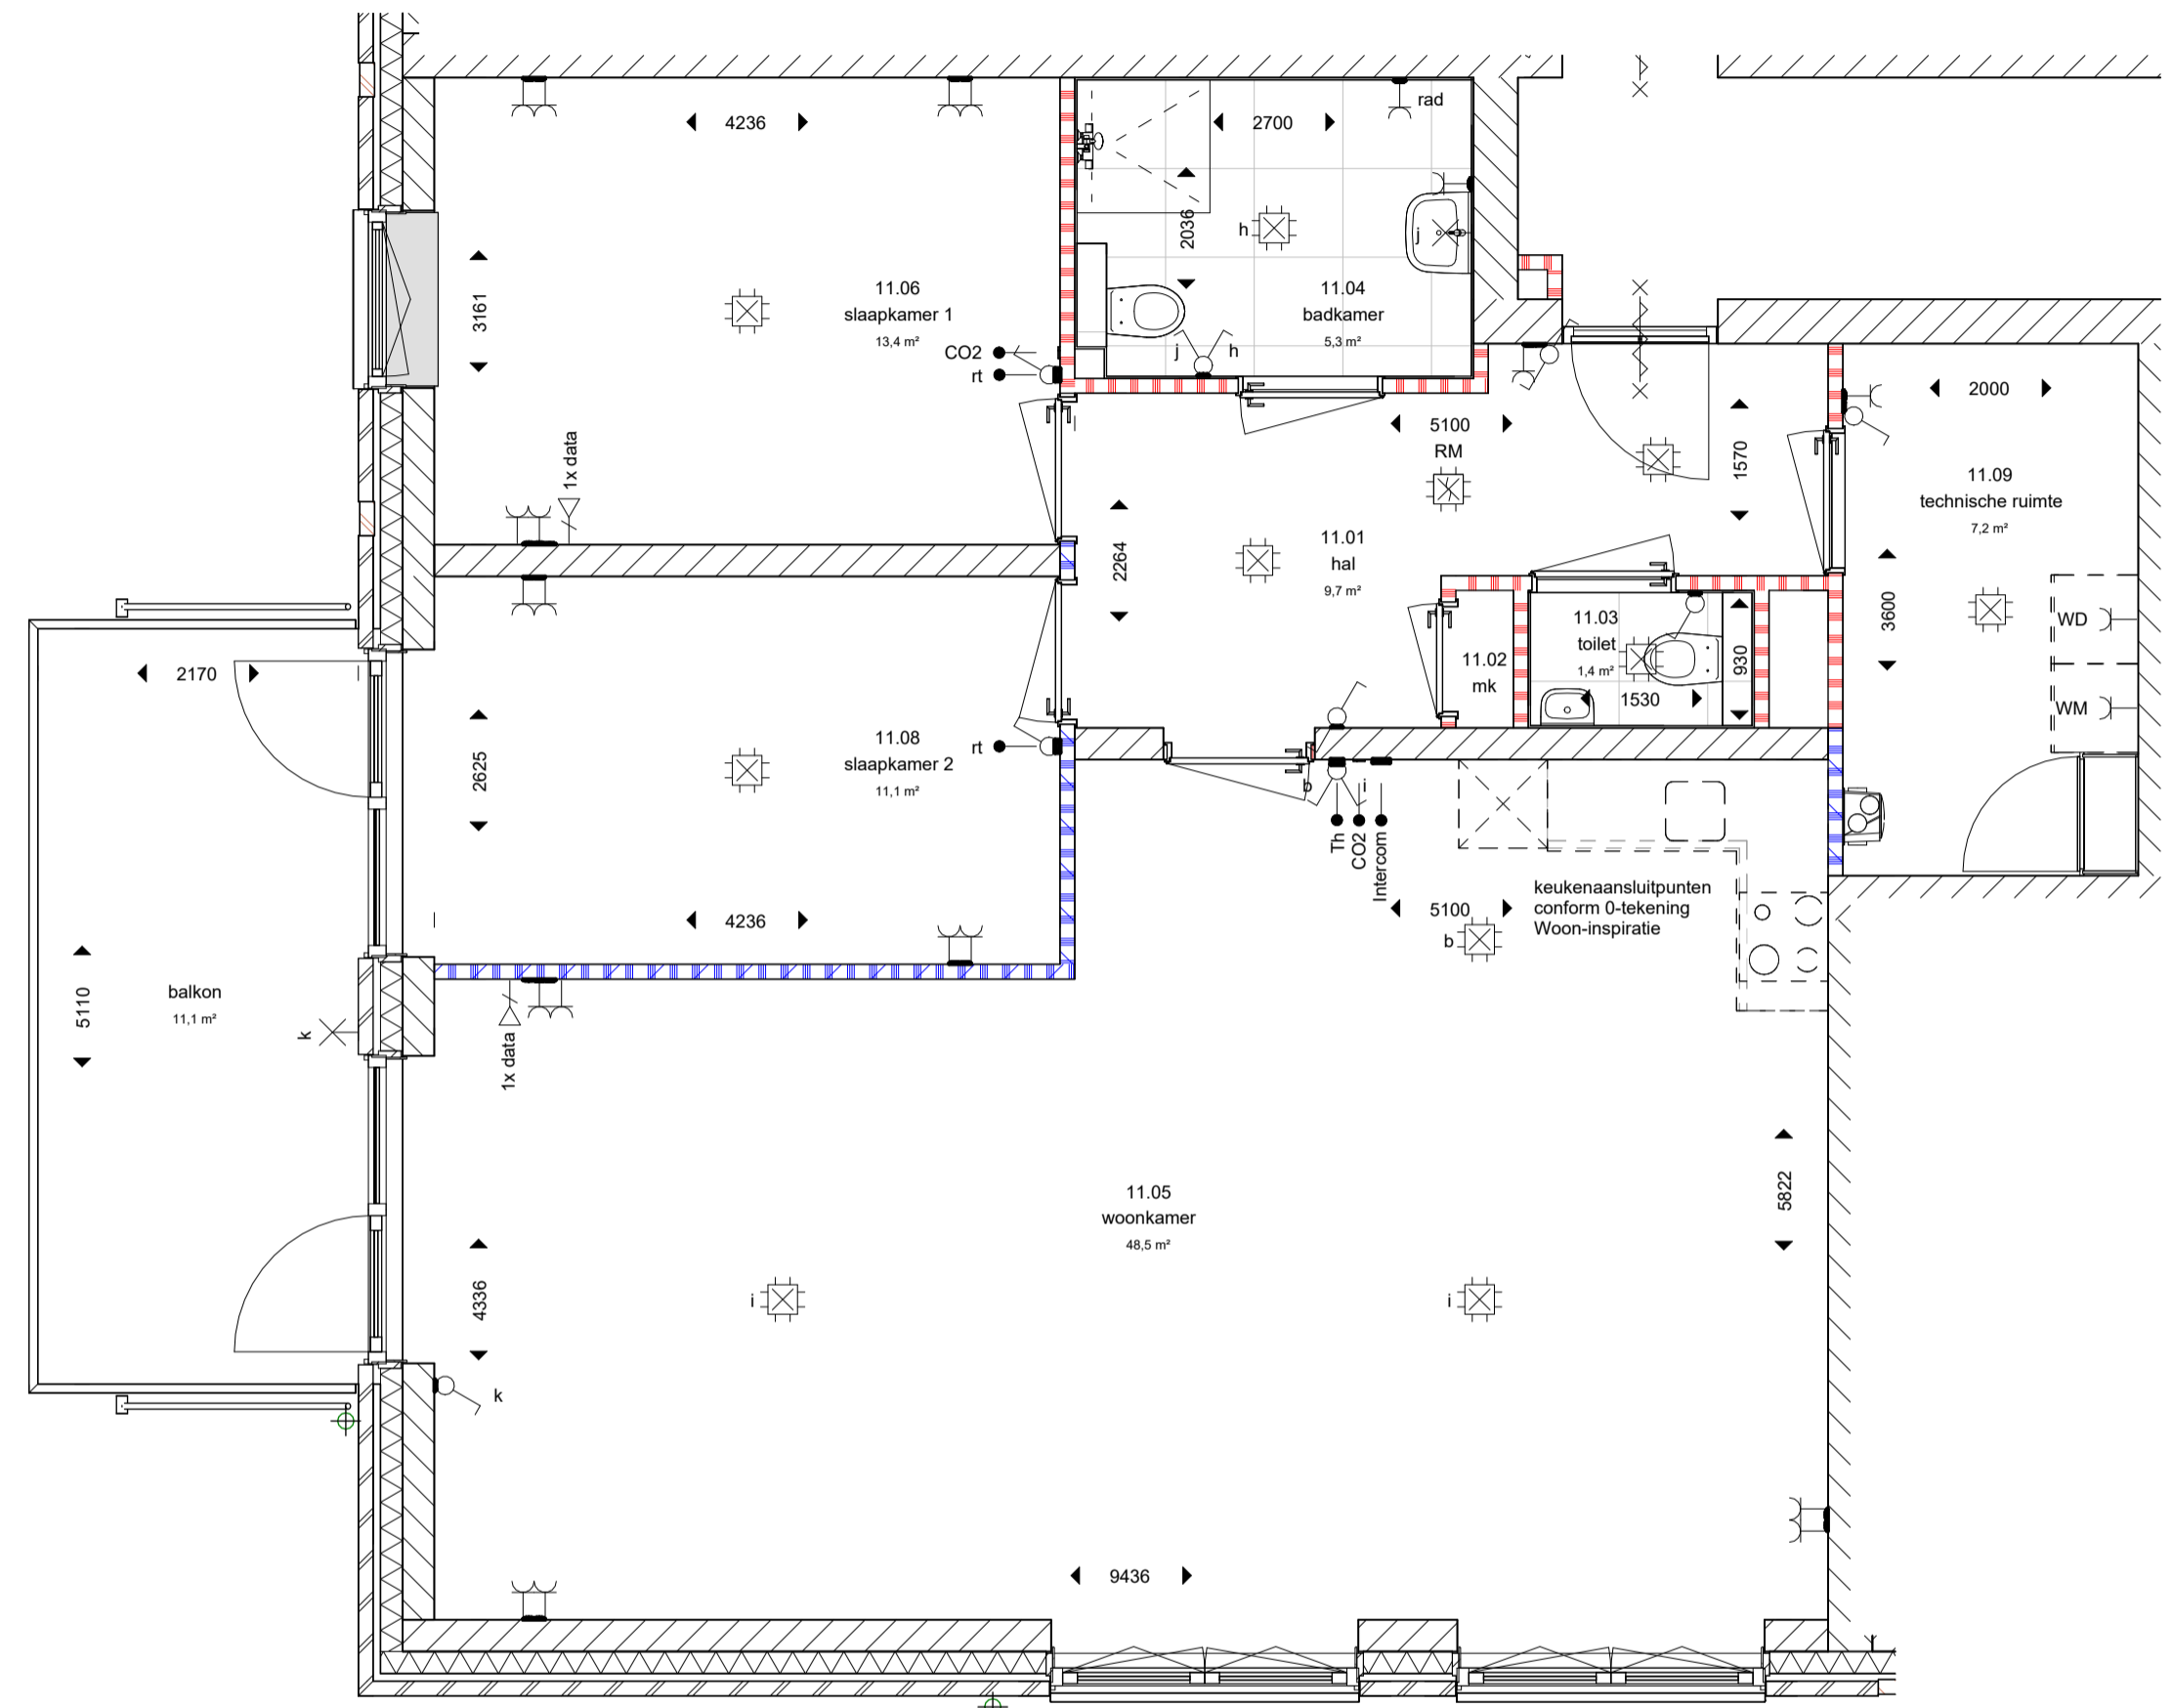 rad
4236
2700
2036
h
j
11.06
slaapkamer 1
13,4 m²
11.04
badkamer
5,3 m²
3161
CO2
rt
j
h
2000
5100
RM
1570
1x data
11.09
technische ruimte
7,2 m²
2264
11.01
hal
9,7 m²
3600
11.03
toilet
1,4 m²
WD
930
11.02
mk
2170
1530
WM
2625
11.08
slaapkamer 2
11,1 m²
rt
b
i
Th
CO2
Intercom
keukenaansluitpunten
conform 0-tekening
Woon-inspiratie
4236
5100
b
balkon
11,1 m²
5110
k
1x data
11.05
woonkamer
48,5 m²
5822
4336
i
i
k
9436